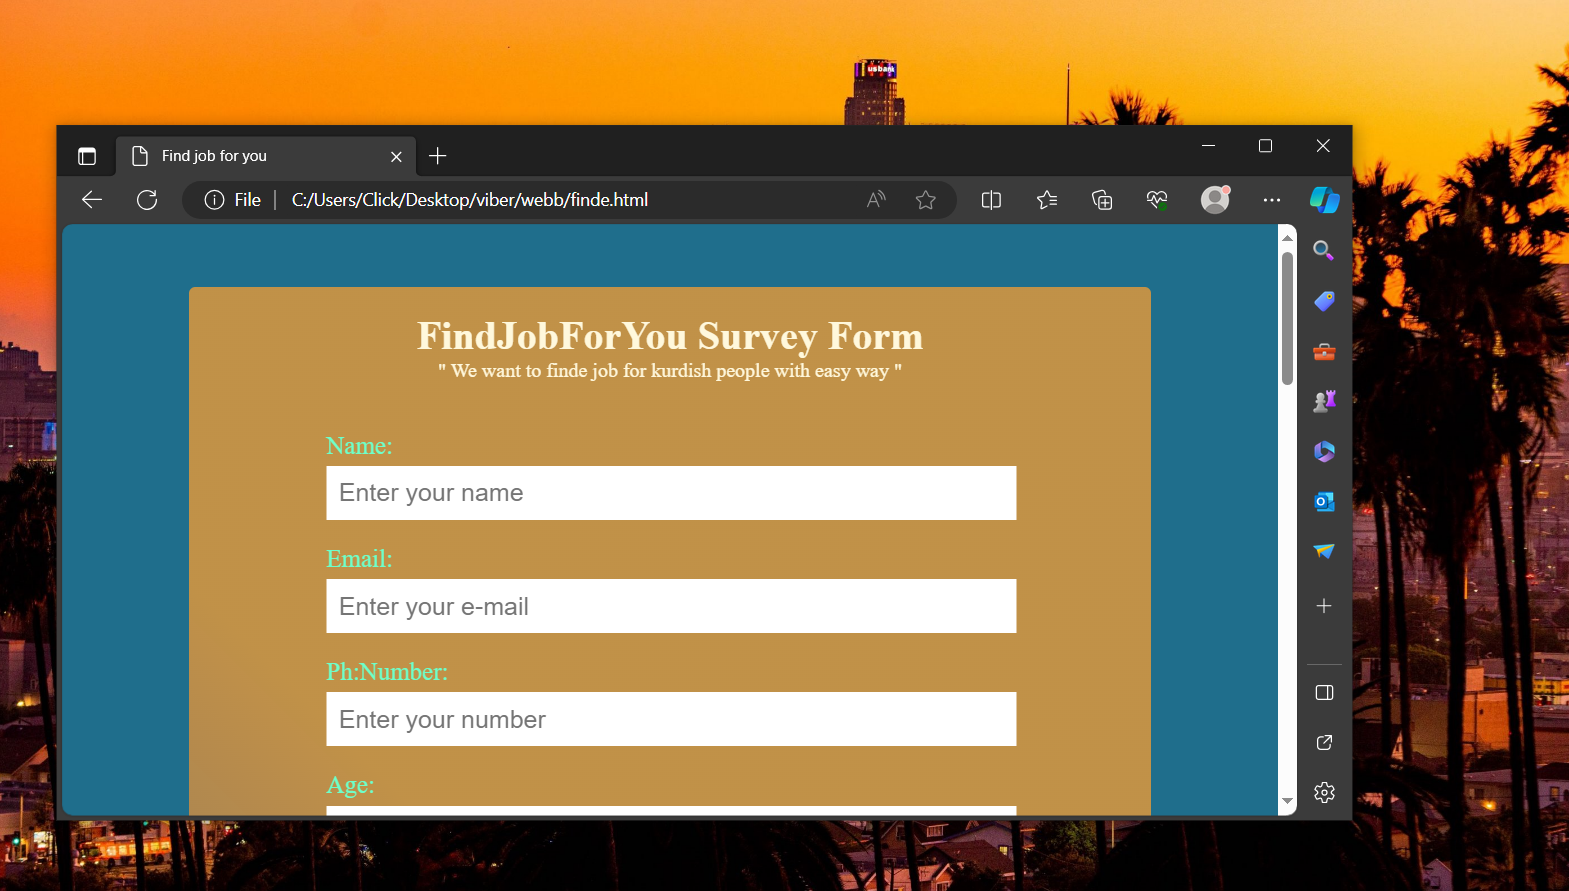 usbank
Find job for you
File
C:/Users/Click/Desktop/viber/webb/finde.html
FindJobForYou Survey Form
" We want to finde job for kurdish people with easy way "
Name:
Enter your name
Email:
Enter your e-mail
Ph:Number:
Enter your number
Age: